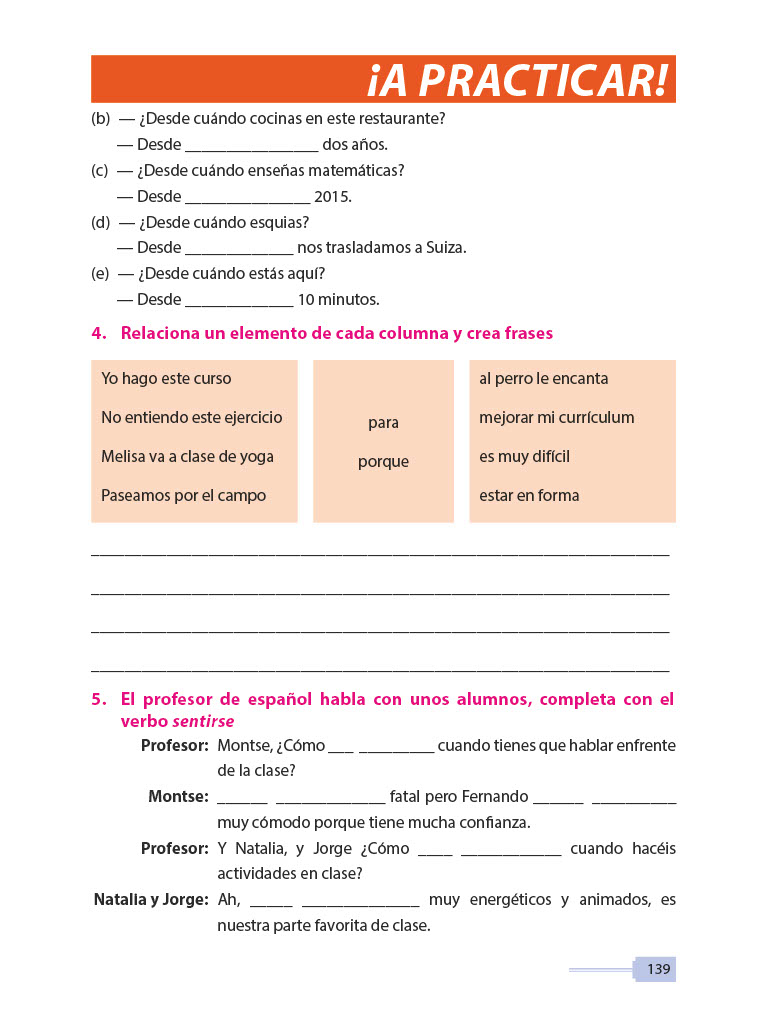 ¡A PRACTICAR!
(b) — ¿Desde cuándo cocinas en este restaurante?
— Desde ________________ dos años.
(c) — ¿Desde cuándo enseñas matemáticas?
— Desde _______________ 2015.
(d) — ¿Desde cuándo esquias?
— Desde _____________ nos trasladamos a Suiza.
(e) — ¿Desde cuándo estás aquí?
— Desde _____________ 10 minutos.
4. Relaciona un elemento de cada columna y crea frases
Yo hago este curso
No entiendo este ejercicio
Melisa va a clase de yoga
Paseamos por el campo
para
porque
al perro le encanta
mejorar mi currículum
es muy difícil
estar en forma
5. El profesor de español habla con unos alumnos, completa con el
verbo sentirse
Profesor: Montse, ¿Cómo ___ _________ cuando tienes que hablar enfrente
de la clase?
Montse: ______ _____________ fatal pero Fernando ______ __________
muy cómodo porque tiene mucha confianza.
Profesor: Y Natalia, y Jorge ¿Cómo ____ ____________ cuando hacéis
actividades en clase?
Natalia y Jorge: Ah, _____ ______________ muy energéticos y animados, es
nuestra parte favorita de clase.
139